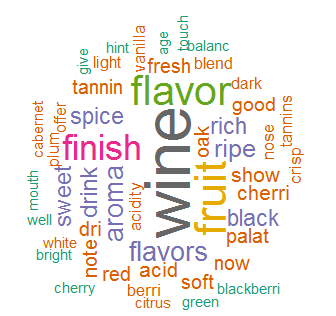 hint
touch
give
light
vanilla
age
balanc
tannin
fresh
blend
flavor
dark
cabernet
offer
spice
good
plum
finish
wine
oak
rich
nose
tannins
ripe
crisp
mouth
sweet
drink
aroma
acidity
fruit
show
cherri
well
dri
black
white
note
flavors
palat
bright
red
acid
now
soft
cherry
berri
blackberri
citrus
green